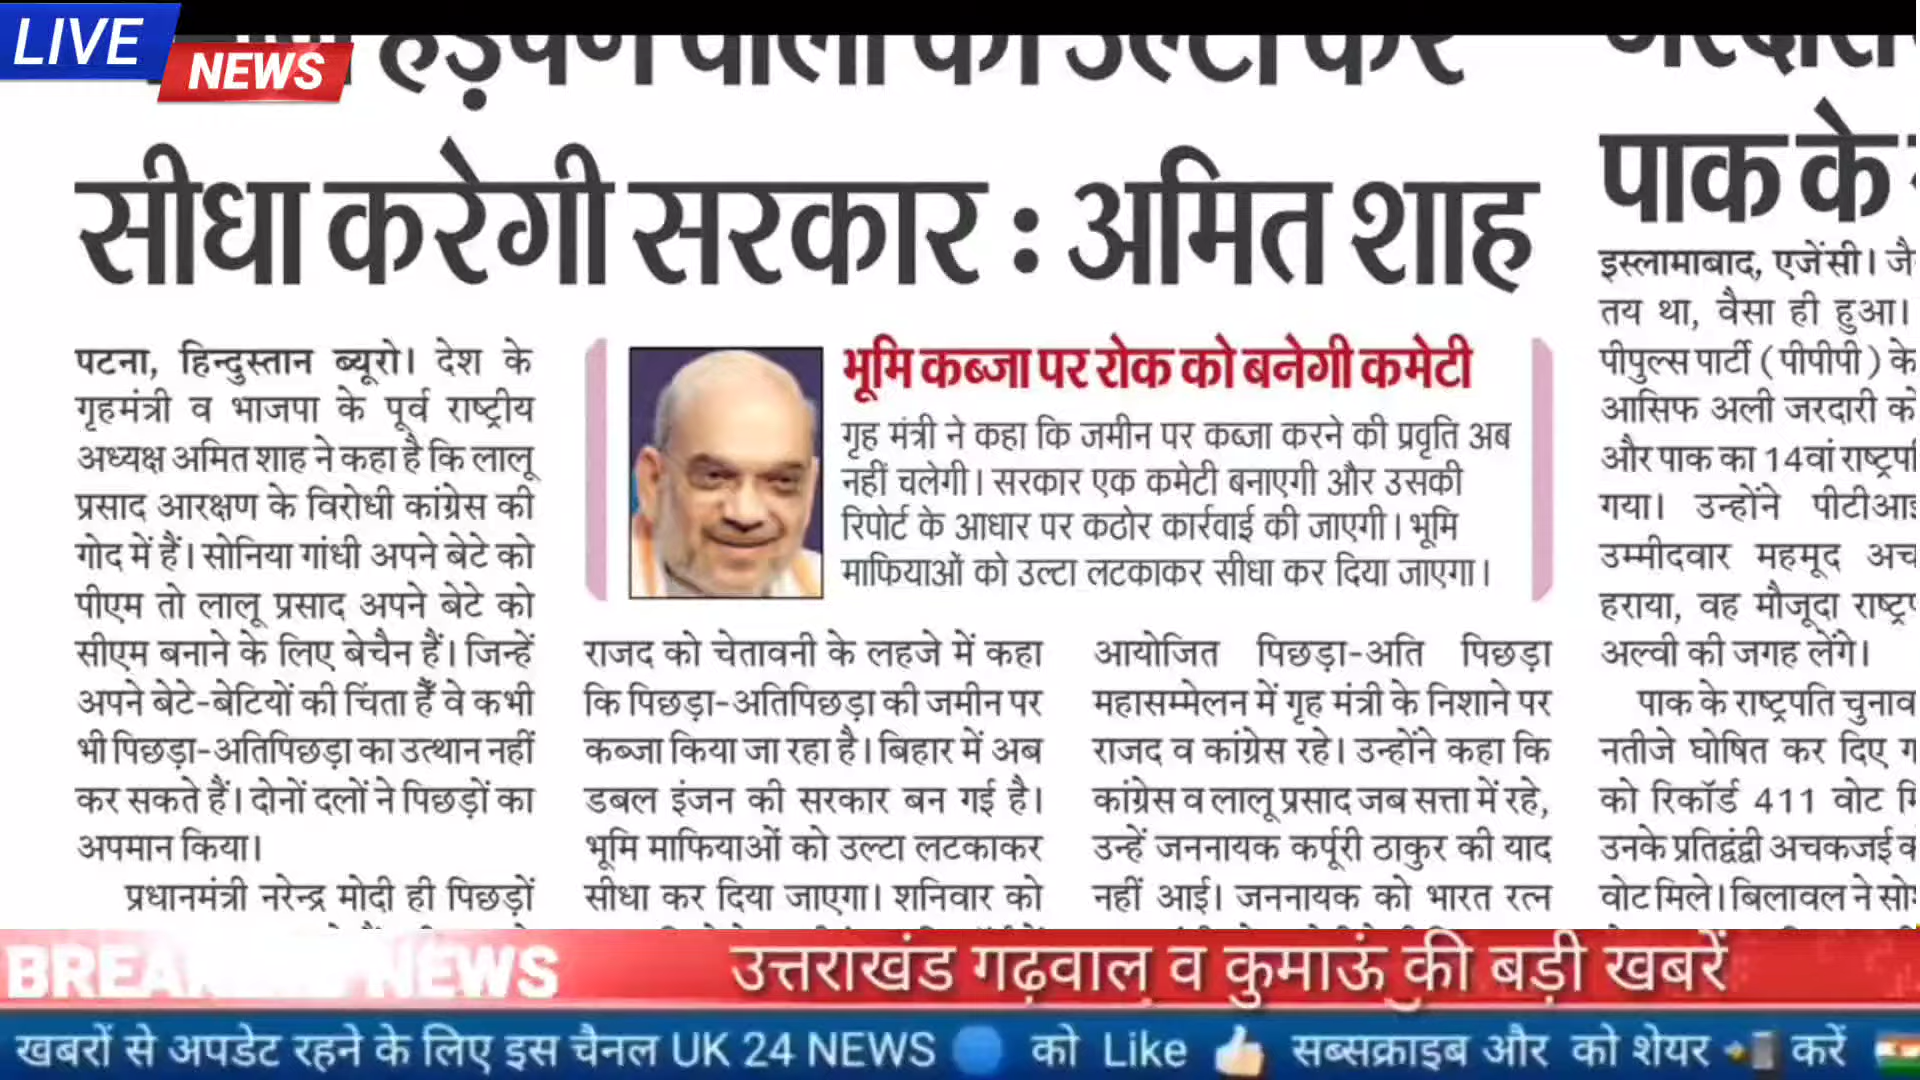 LIVE
NEWS
हड़पने वालों को उल्टा कर
सीधा करेगी सरकार : अमित शाह
पटना, हिन्दुस्तान ब्यूरो। देश के
गृहमंत्री व भाजपा के पूर्व राष्ट्रीय
अध्यक्ष अमित शाह ने कहा है कि लालू
प्रसाद आरक्षण के विरोधी कांग्रेस की
गोद में हैं। सोनिया गांधी अपने बेटे को
पीएम तो लालू प्रसाद अपने बेटे को
सीएम बनाने के लिए बेचैन हैं। जिन्हें
अपने बेटे-बेटियों की चिंता हैं वे कभी
भी पिछड़ा-अतिपिछड़ा का उत्थान नहीं
कर सकते हैं। दोनों दलों ने पिछड़ों का
अपमान किया।
प्रधानमंत्री नरेन्द्र मोदी ही पिछड़ों
भूमि कब्जा पर रोक को बनेगी कमेटी
गृह मंत्री ने कहा कि जमीन पर कब्जा करने की प्रवृति अब
नहीं चलेगी। सरकार एक कमेटी बनाएगी और उसकी
रिपोर्ट के आधार पर कठोर कार्रवाई की जाएगी। भूमि
माफियाओं को उल्टा लटकाकर सीधा कर दिया जाएगा।
राजद को चेतावनी के लहजे में कहा
कि पिछड़ा-अतिपिछड़ा की जमीन पर
कब्जा किया जा रहा है। बिहार में अब
डबल इंजन की सरकार बन गई है।
भूमि माफियाओं को उल्टा लटकाकर
सीधा कर दिया जाएगा। शनिवार को
आयोजित पिछड़ा-अति पिछड़ा
महासम्मेलन में गृह मंत्री के निशाने पर
राजद व कांग्रेस रहे। उन्होंने कहा कि
कांग्रेस व लालू प्रसाद जब सत्ता में रहे,
उन्हें जननायक कर्पूरी ठाकुर की याद
नहीं आई। जननायक को भारत रत्न
पाक के
इस्लामाबाद, एजेंसी।
तय था, वैसा ही हुआ।
पीपुल्स पार्टी (पीपीपी) के
आसिफ अली जरदारी
और पाक का 14वां
गया। उन्होंने
उम्मीदवार महमूद
हराया, वह मौजूदा
अल्वी की जगह लेंगे।
पाक के राष्ट्रपति चुनाव
नतीजे घोषित कर दिए
को रिकॉर्ड 411 वोट
उनके प्रतिद्वंद्वी अचकजई
वोट मिले। बिलावल ने
BREAKING NEWS
उत्तराखंड गढ़वाल व कुमाऊं की बड़ी खबरें
खबरों से अपडेट रहने के लिए इस चैनल UK 24 NEWS 🔵 को Like 👍 सब्सक्राइब और को शेयर 📲 करें